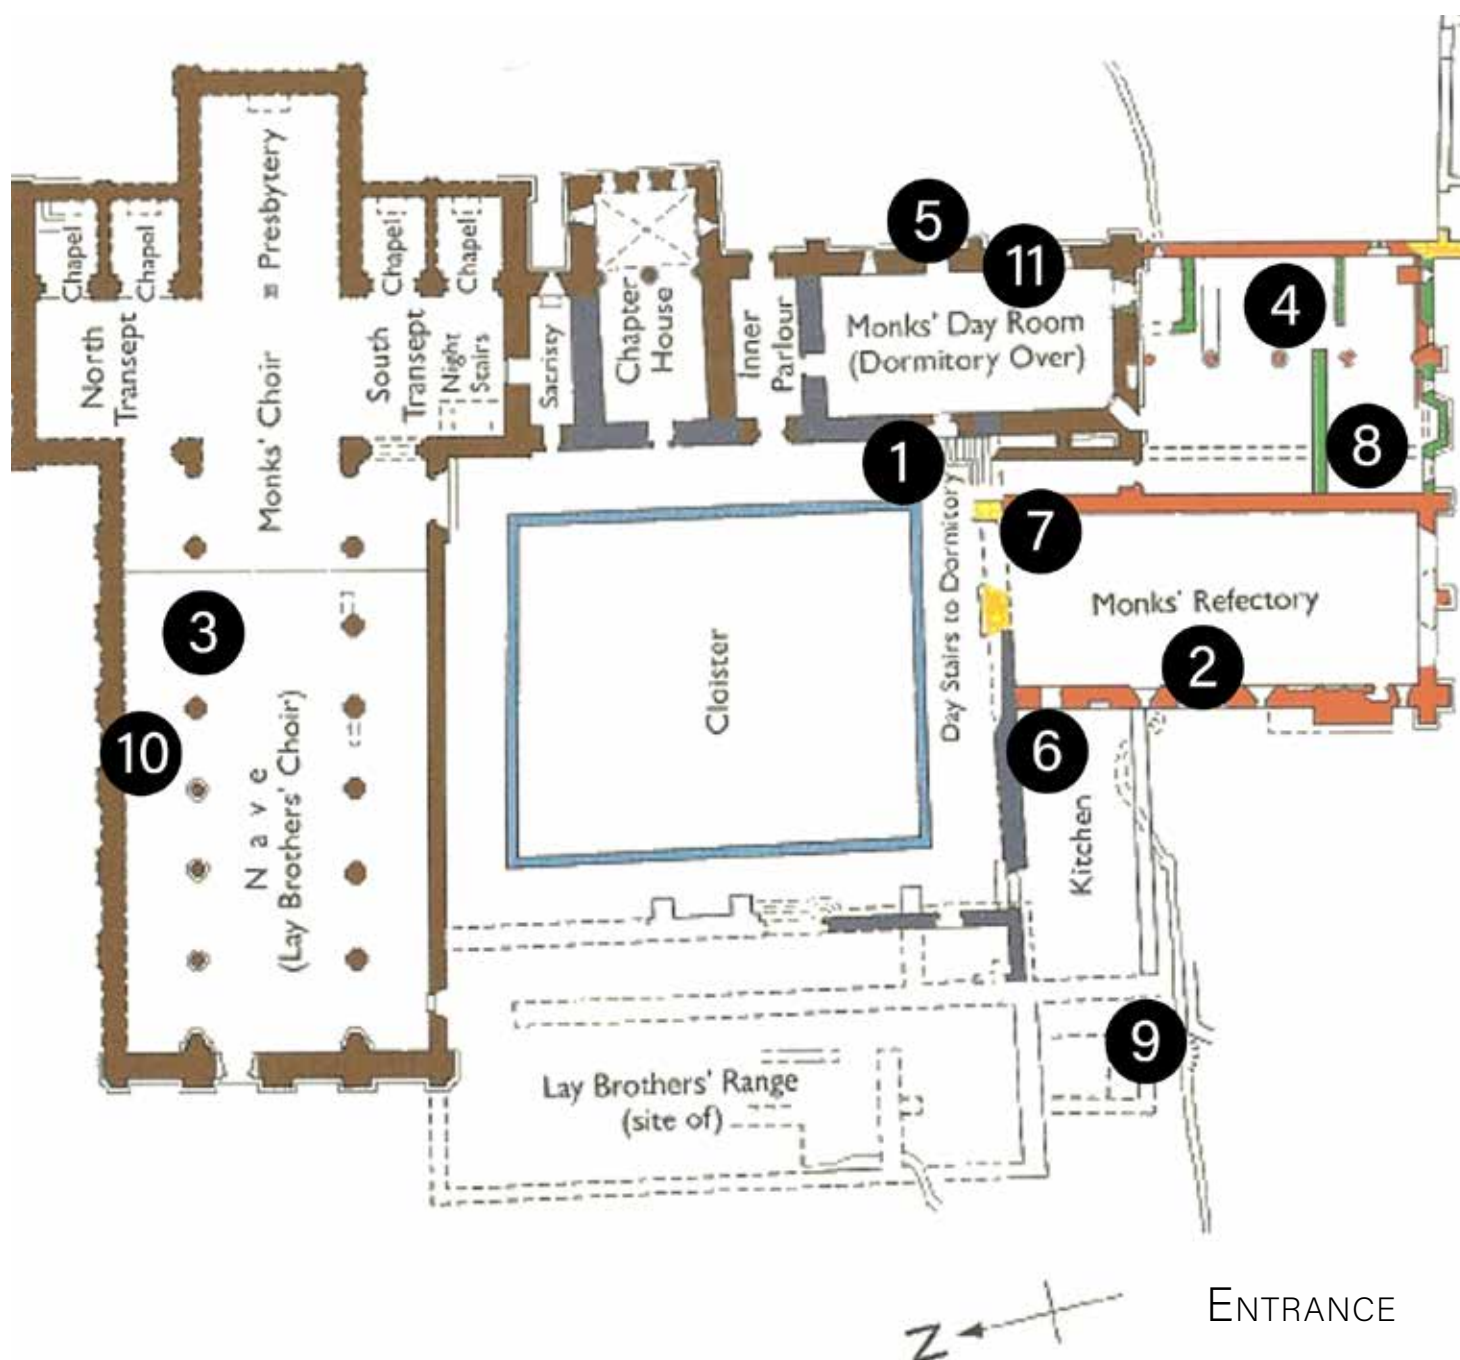 Chapel
Chapel
Presbytery
Chapel
Chapel
5
11
4
North
Transept
Monks' Choir
South
Transept
Night
Stairs
Sacristy
Chapter
House
Inner
Parlour
Monks' Day Room
(Dormitory Over)
1
8
7
Day Stairs to Dormitory
Monks' Refectory
2
3
10
Nave
(Lay Brothers' Choir)
Cloister
6
Kitchen
9
Lay Brothers' Range
(site of)
N
ENTRANCE